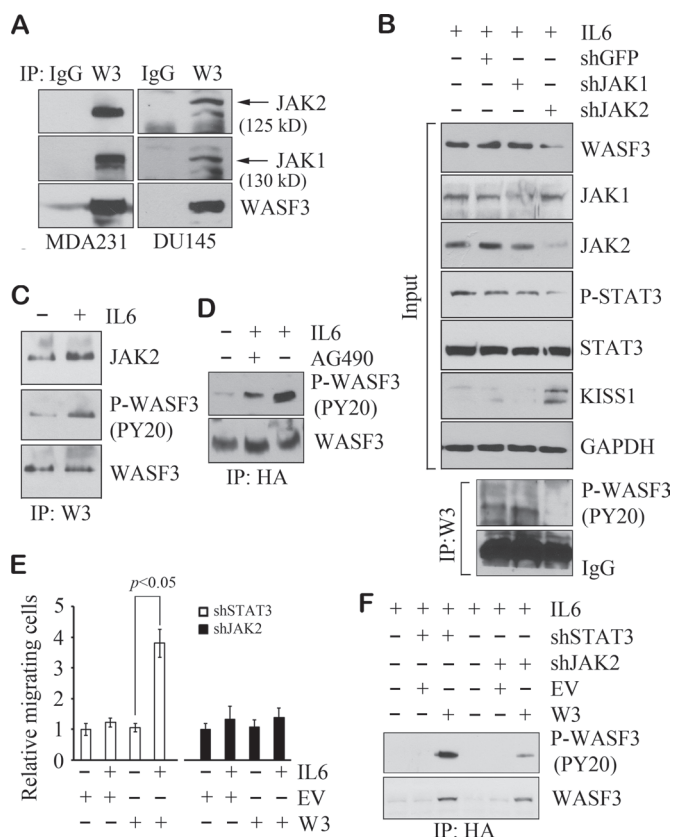 A
IP: IgG W3 IgG W3
JAK2
(125 kD)
JAK1
(130 kD)
WASF3
MDA231 DU145
B
+ + + + IL6
− + − − shGFP
− − + − shJAK1
− − − + shJAK2
Input
WASF3
JAK1
JAK2
P-STAT3
STAT3
KISS1
GAPDH
IP:W3
P-WASF3
(PY20)
IgG
C
− + IL6
JAK2
P-WASF3
(PY20)
WASF3
IP: W3
D
− + + IL6
− + − AG490
P-WASF3
(PY20)
WASF3
IP: HA
E
Relative migrating cells
5
4
3
2
1
0
p<0.05
shSTAT3
shJAK2
− + − + − + − + IL6
+ + − − + + − − EV
− − + + − − + + W3
F
+ + + + + + IL6
− + + − − − shSTAT3
− − − − + + shJAK2
− + − − + − EV
− − + − − + W3
P-WASF3
(PY20)
WASF3
IP: HA